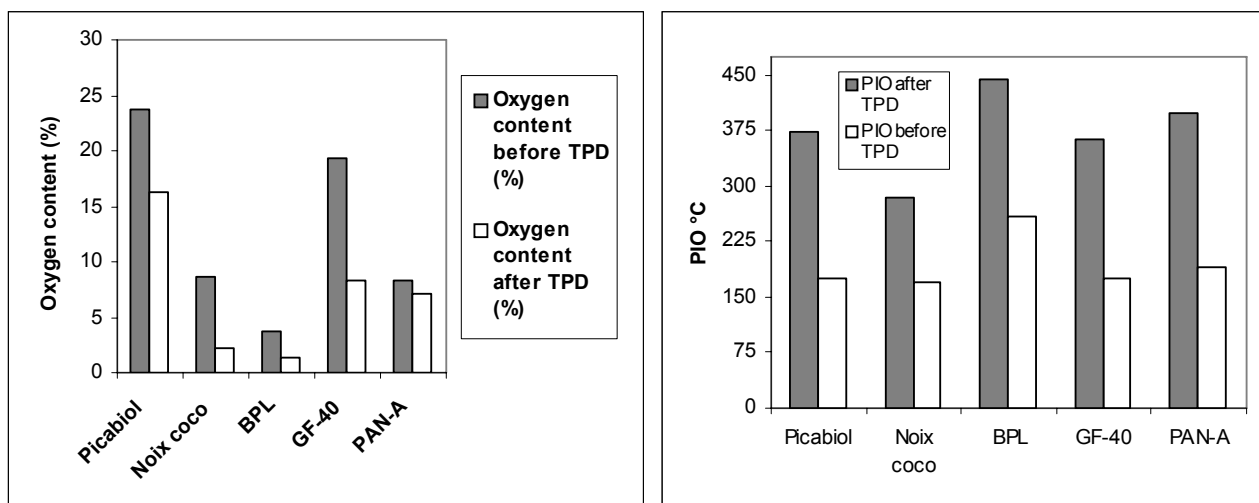 30
25
20
15
10
5
0
Oxygen content (%)
Picabiol
Noix coco
BPL
GF-40
PAN-A
Oxygen
content
before TPD
(%)
Oxygen
content
after TPD
(%)
450
375
300
225
150
75
0
PIO °C
PIO after
TPD
PIO before
TPD
Picabiol
Noix
coco
BPL
GF-40
PAN-A